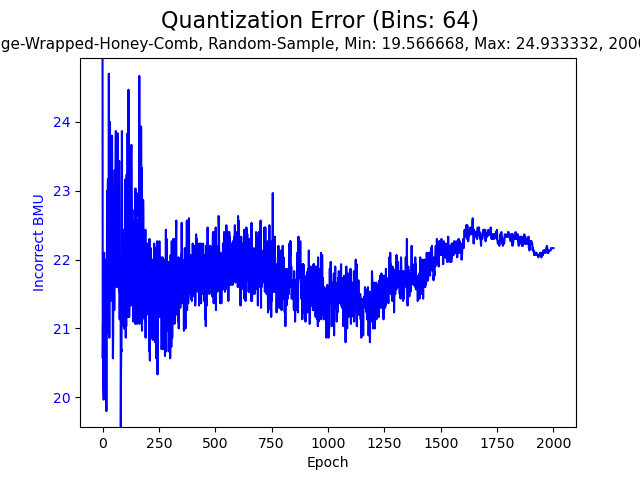 Quantization Error (Bins: 64)
ge-Wrapped-Honey-Comb, Random-Sample, Min: 19.566668, Max: 24.933332, 200
24
23
22
21
20
Incorrect BMU
0 250 500 750 1000 1250 1500 1750 2000
Epoch